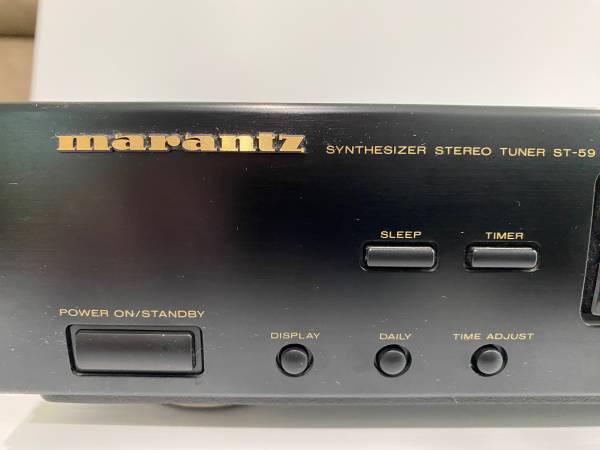 marantz
SYNTHESIZER STEREO TUNER ST-59
SLEEP
TIMER
POWER ON/STANDBY
DISPLAY
DAILY
TIME ADJUST